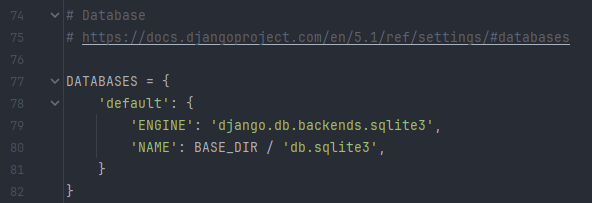 74 # Database
75 # https://docs.djangoproject.com/en/5.1/ref/settings/#databases
76
77 DATABASES = {
78     'default': {
79         'ENGINE': 'django.db.backends.sqlite3',
80         'NAME': BASE_DIR / 'db.sqlite3',
81     }
82 }